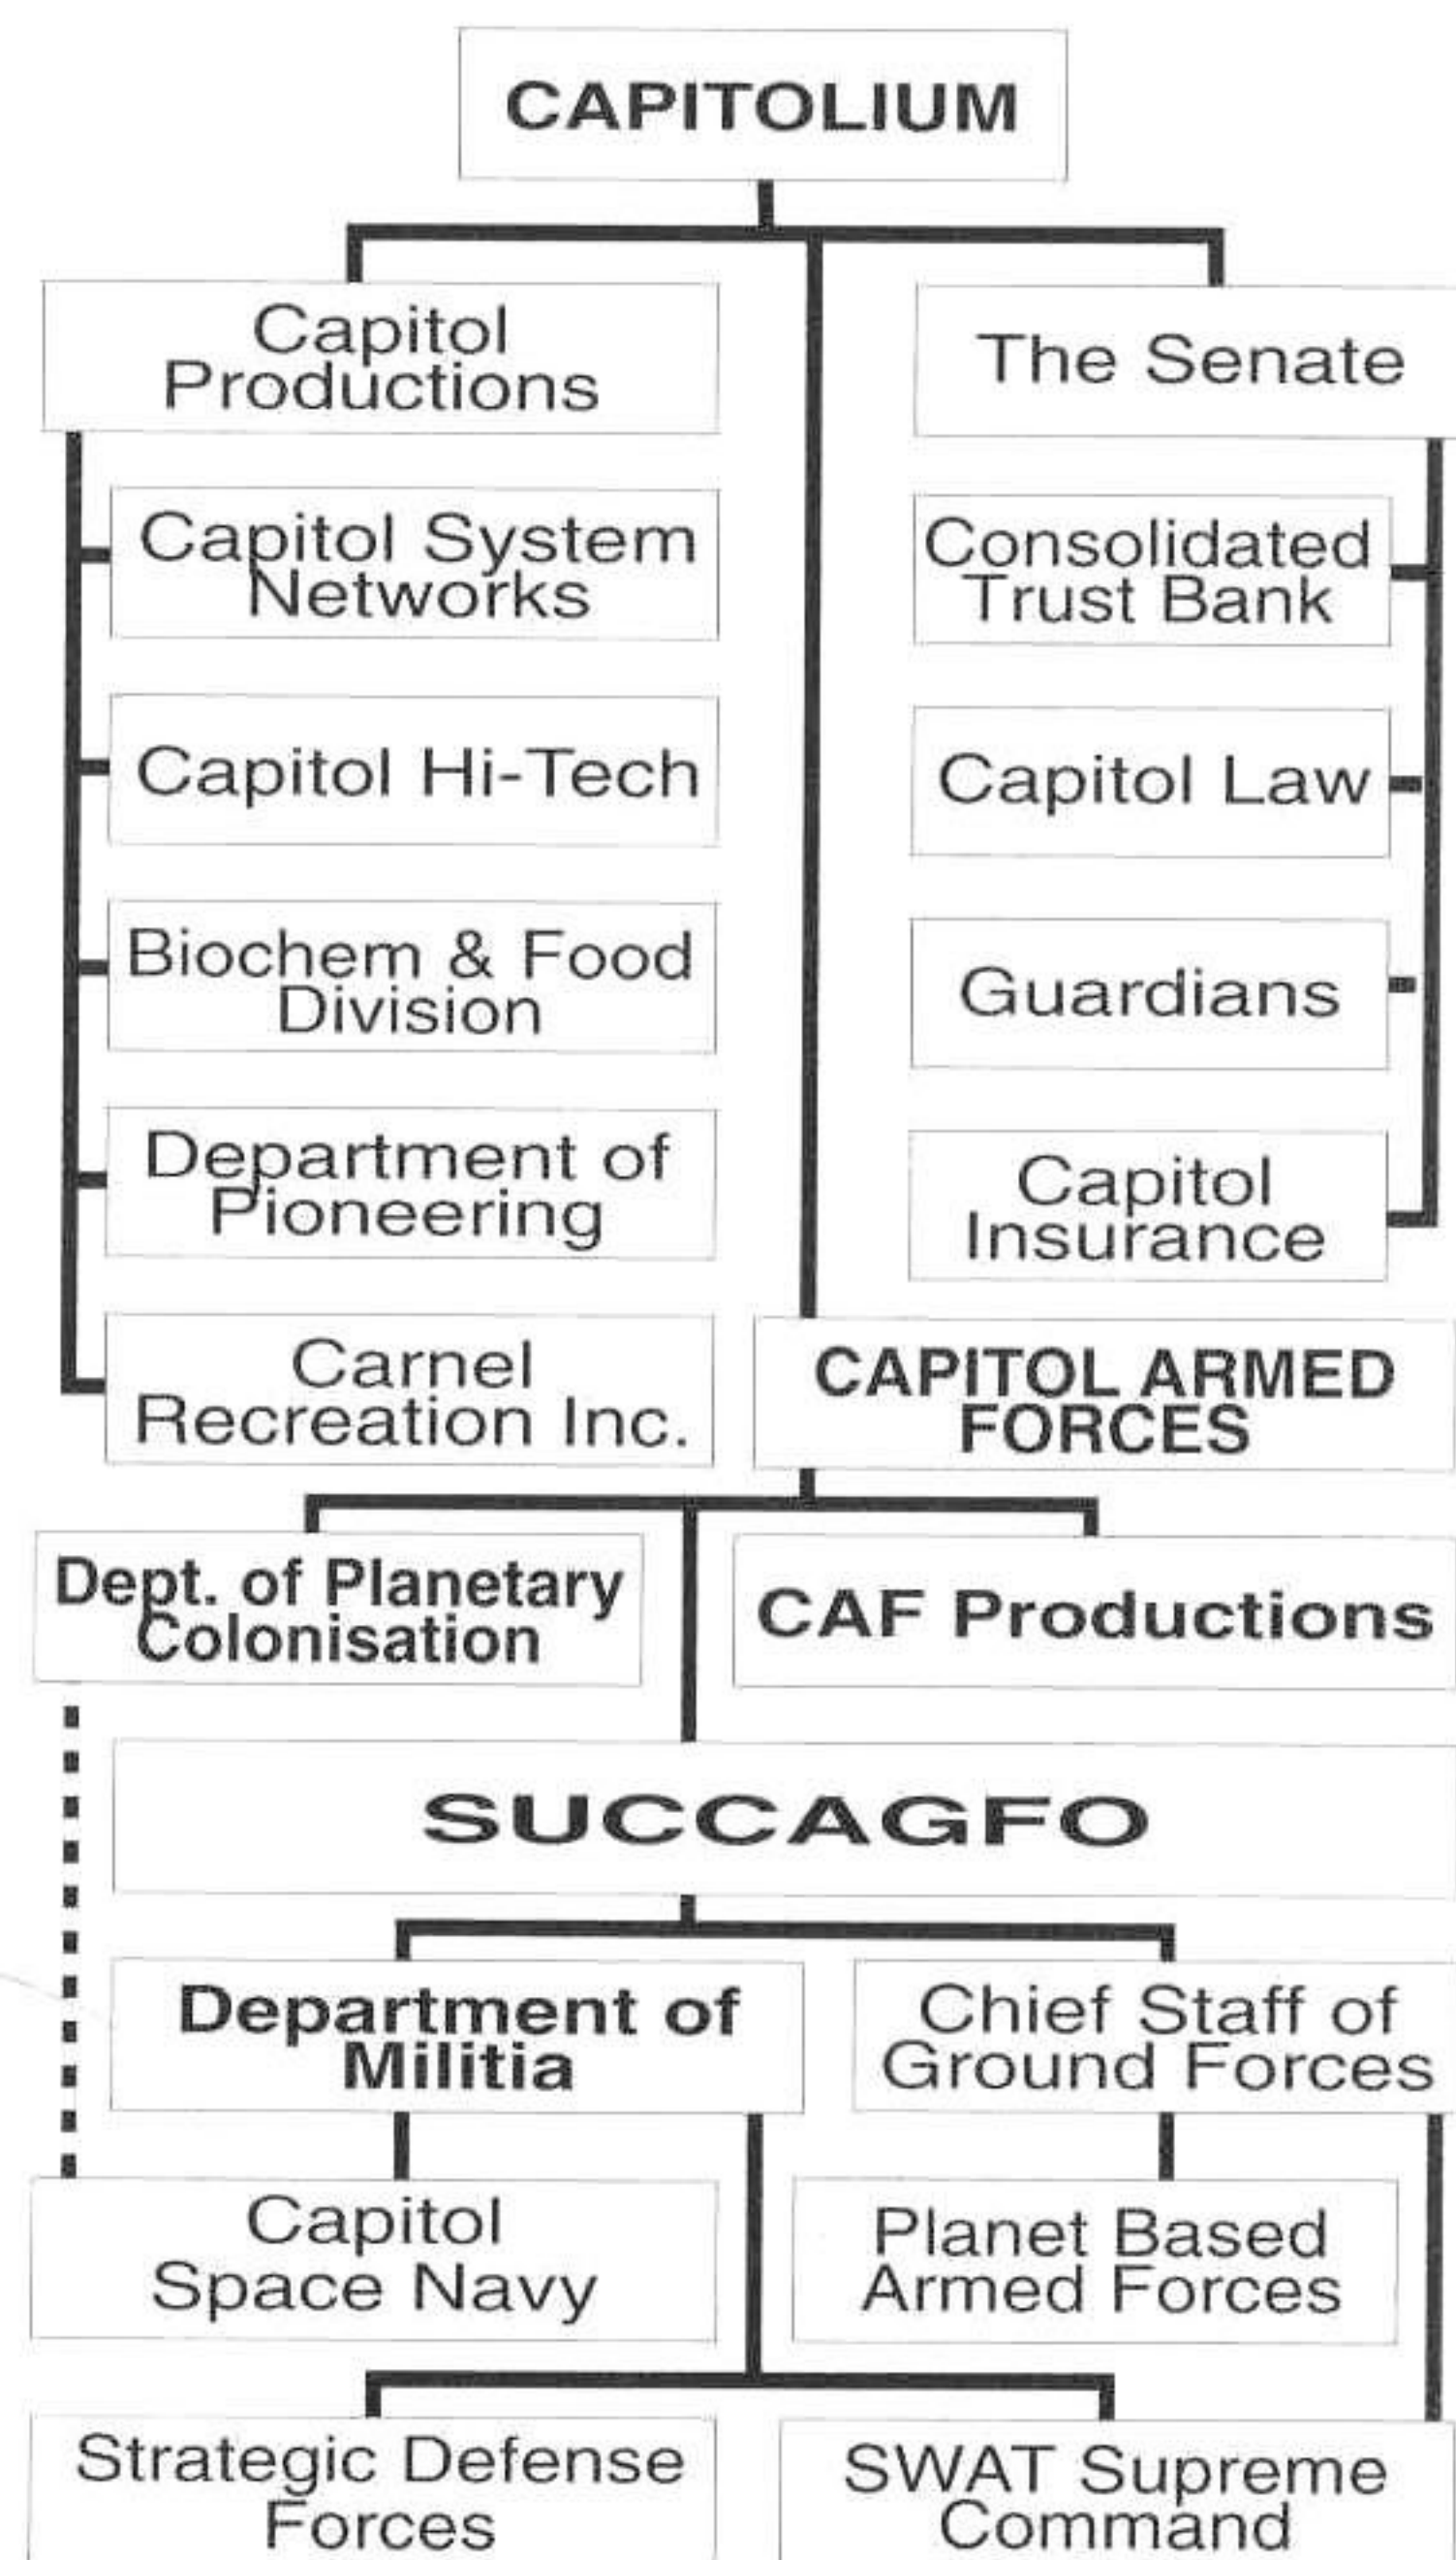 CAPITOLIUM
Capitol
Productions
The Senate
Capitol System
Networks
Consolidated
Trust Bank
Capitol Hi-Tech
Capitol Law
Biochem & Food
Division
Guardians
Department of
Pioneering
Capitol
Insurance
Carnel
Recreation Inc.
CAPITOL ARMED
FORCES
Dept. of Planetary
Colonisation
CAF Productions
SUCCAGFO
Department of
Militia
Chief Staff of
Ground Forces
Capitol
Space Navy
Planet Based
Armed Forces
Strategic Defense
Forces
SWAT Supreme
Command